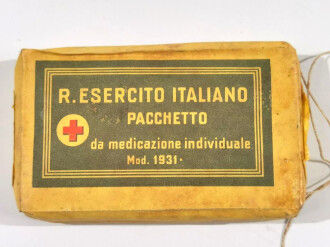 R. ESERCITO ITALIANO
PACCHETTO
da medicazione individuale
Mod. 1931·